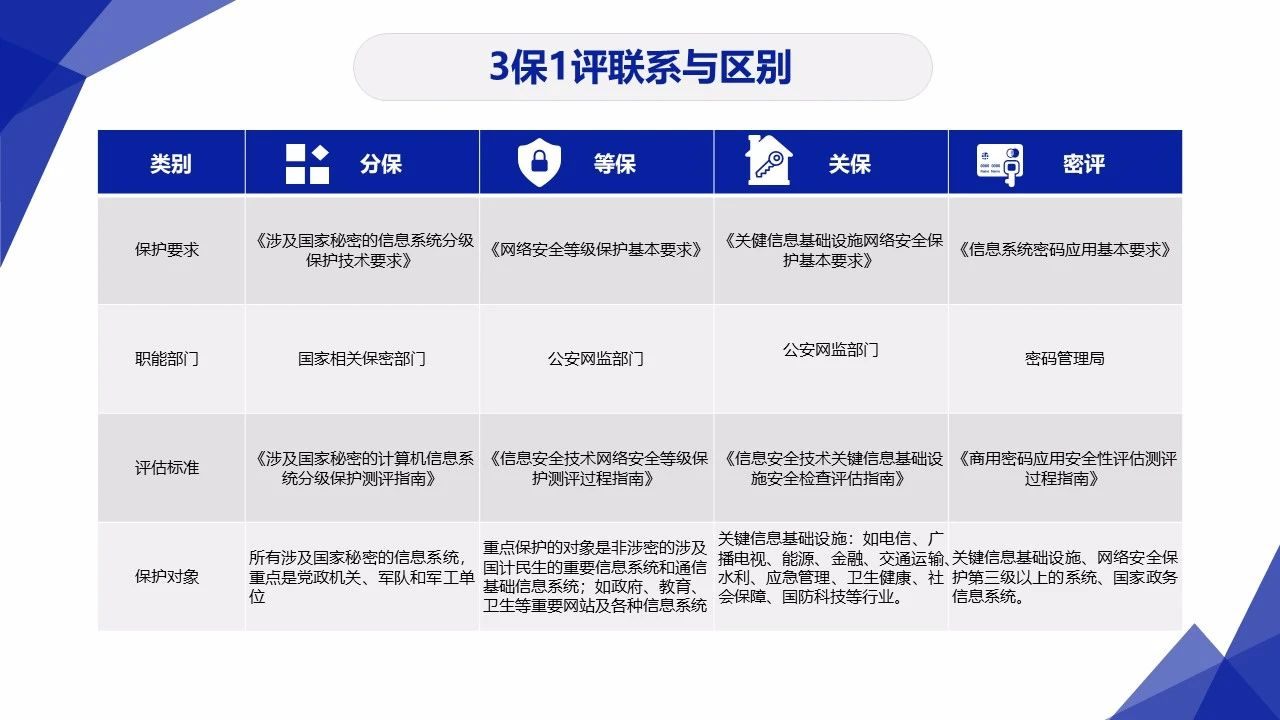 3保1评联系与区别
类别
分保
等保
关保
密评
保护要求
《涉及国家秘密的信息系统分级
保护技术要求》
《网络安全等级保护基本要求》
《关健信息基础设施网络安全保
护基本要求》
《信息系统密码应用基本要求》
职能部门
国家相关保密部门
公安网监部门
公安网监部门
密码管理局
评估标准
《涉及国家秘密的计算机信息系
统分级保护测评指南》
《信息安全技术网络安全等级保
护测评过程指南》
《信息安全技术关键信息基础设
施安全检查评估指南》
《商用密码应用安全性评估测评
过程指南》
保护对象
所有涉及国家秘密的信息系统，
重点是党政机关、军队和军工单
位
重点保护的对象是非涉密的涉及
国计民生的重要信息系统和通信
基础信息系统；如政府、教育、
卫生等重要网站及各种信息系统
关键信息基础设施：如电信、广
播电视、能源、金融、交通运输、
水利、应急管理、卫生健康、社
会保障、国防科技等行业。
关键信息基础设施、网络安全保
护第三级以上的系统、国家政务
信息系统。